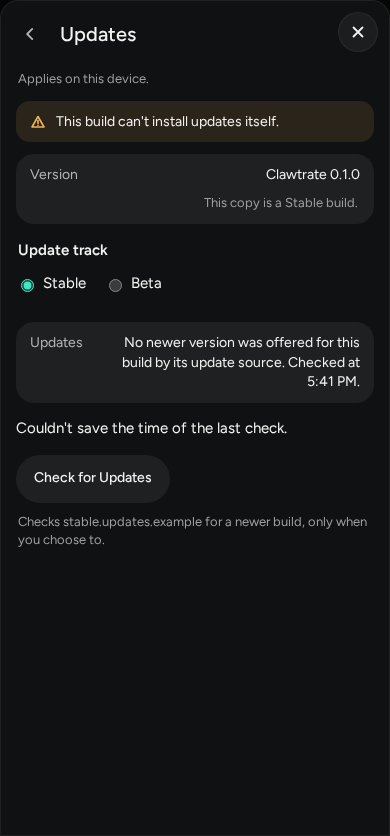 Updates
Applies on this device.
This build can't install updates itself.
Version
Clawtrate 0.1.0
This copy is a Stable build.
Update track
Stable
Beta
Updates
No newer version was offered for this
build by its update source. Checked at
5:41 PM.
Couldn't save the time of the last check.
Check for Updates
Checks stable.updates.example for a newer build, only when
you choose to.